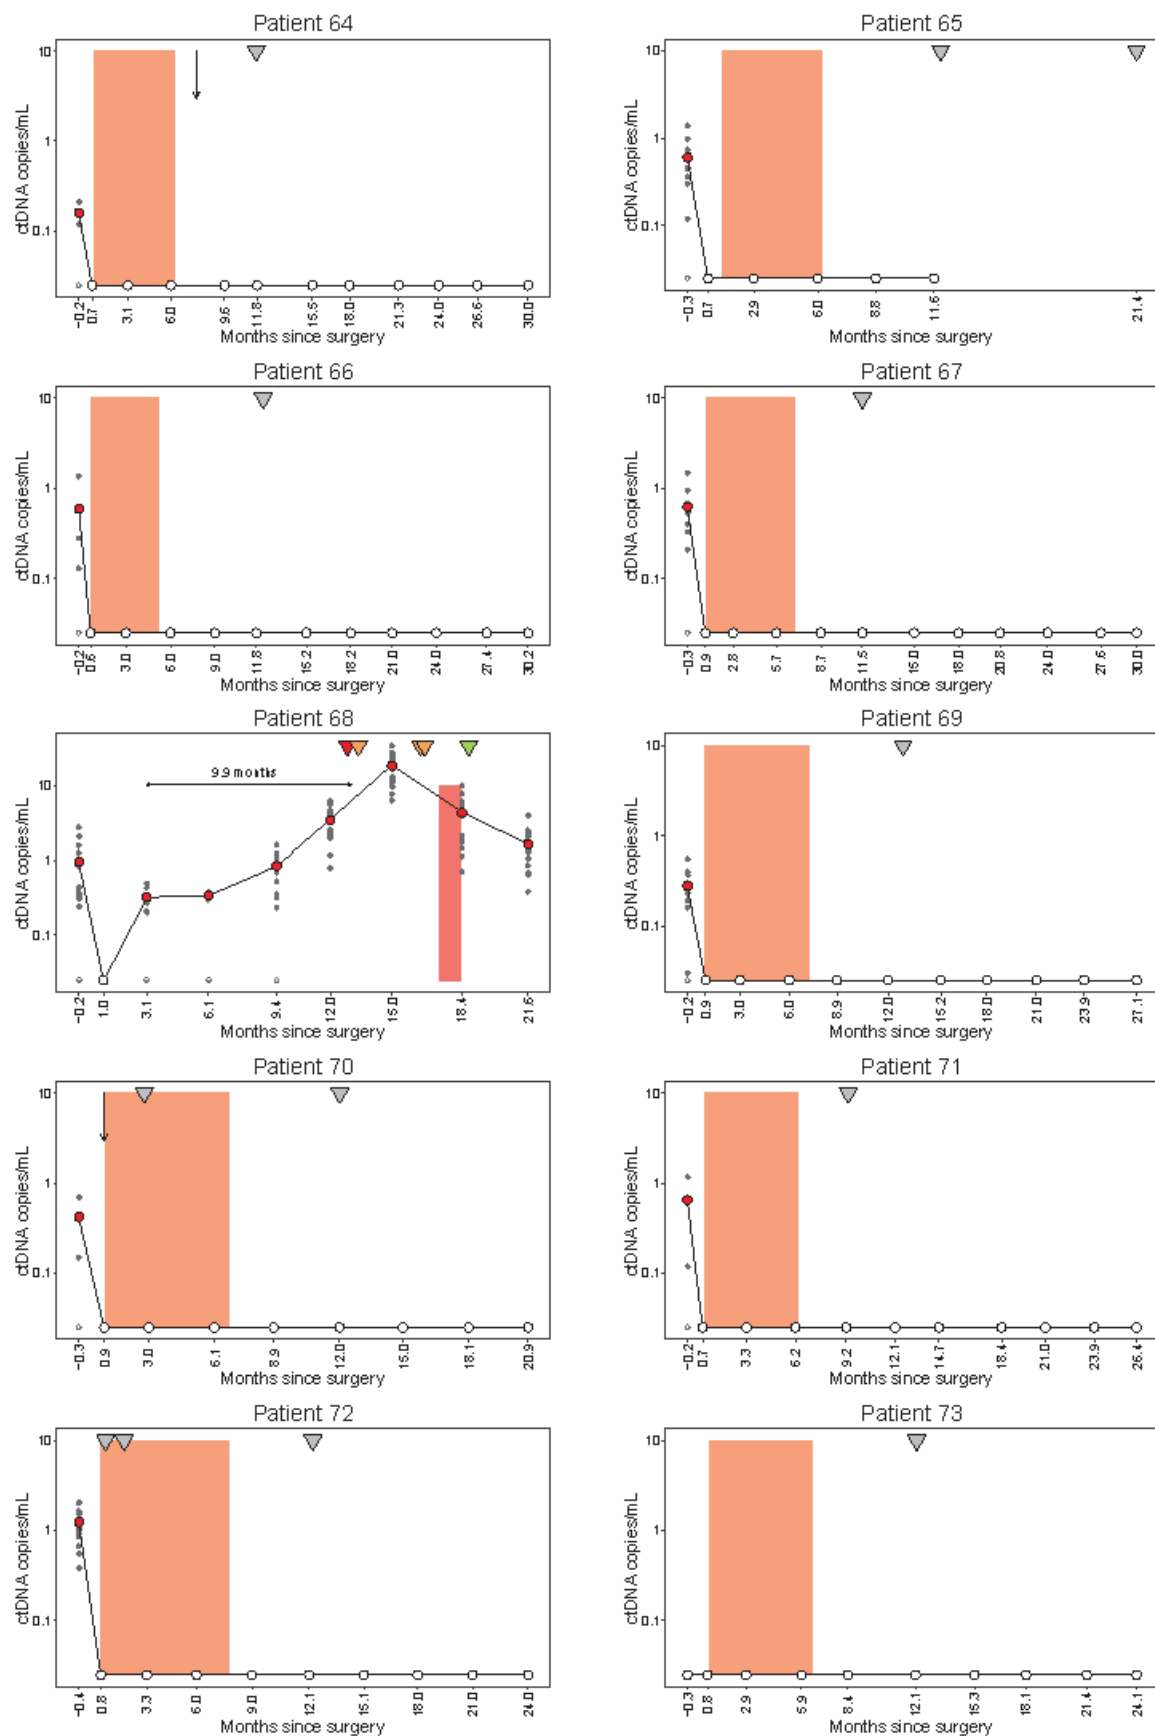 Patient 64
10
1
0.1
ctDNA copies/mL
-0.2 0.7 3.1 6.0 9.6 11.8 15.5 18.0 21.3 24.0 26.6 30.0
Months since surgery
Patient 65
10
1
0.1
ctDNA copies/mL
-0.3 0.7 2.9 6.0 8.8 11.6 21.4
Months since surgery
Patient 66
10
1
0.1
ctDNA copies/mL
-0.2 0.6 3.0 6.0 9.0 11.8 15.2 18.2 21.0 24.0 27.4 30.2
Months since surgery
Patient 67
10
1
0.1
ctDNA copies/mL
-0.3 0.9 2.8 5.7 8.7 11.5 15.0 18.0 20.8 24.0 27.6 30.0
Months since surgery
Patient 68
9.9 months
10
1
0.1
ctDNA copies/mL
-0.2 1.0 3.1 6.1 9.4 12.0 15.0 18.4 21.6
Months since surgery
Patient 69
10
1
0.1
ctDNA copies/mL
-0.2 0.9 3.0 6.0 8.9 12.0 15.2 18.0 21.0 23.9 27.1
Months since surgery
Patient 70
10
1
0.1
ctDNA copies/mL
-0.3 0.9 3.0 6.1 8.9 12.0 15.0 18.1 20.9
Months since surgery
Patient 71
10
1
0.1
ctDNA copies/mL
-0.2 0.7 3.3 6.2 9.2 12.1 14.7 18.4 21.0 23.9 26.4
Months since surgery
Patient 72
10
1
0.1
ctDNA copies/mL
-0.4 0.8 3.3 6.0 9.0 12.1 15.1 18.0 21.0 24.0
Months since surgery
Patient 73
10
1
0.1
ctDNA copies/mL
-0.3 0.8 2.9 5.9 8.4 12.1 15.3 18.1 21.4 24.1
Months since surgery